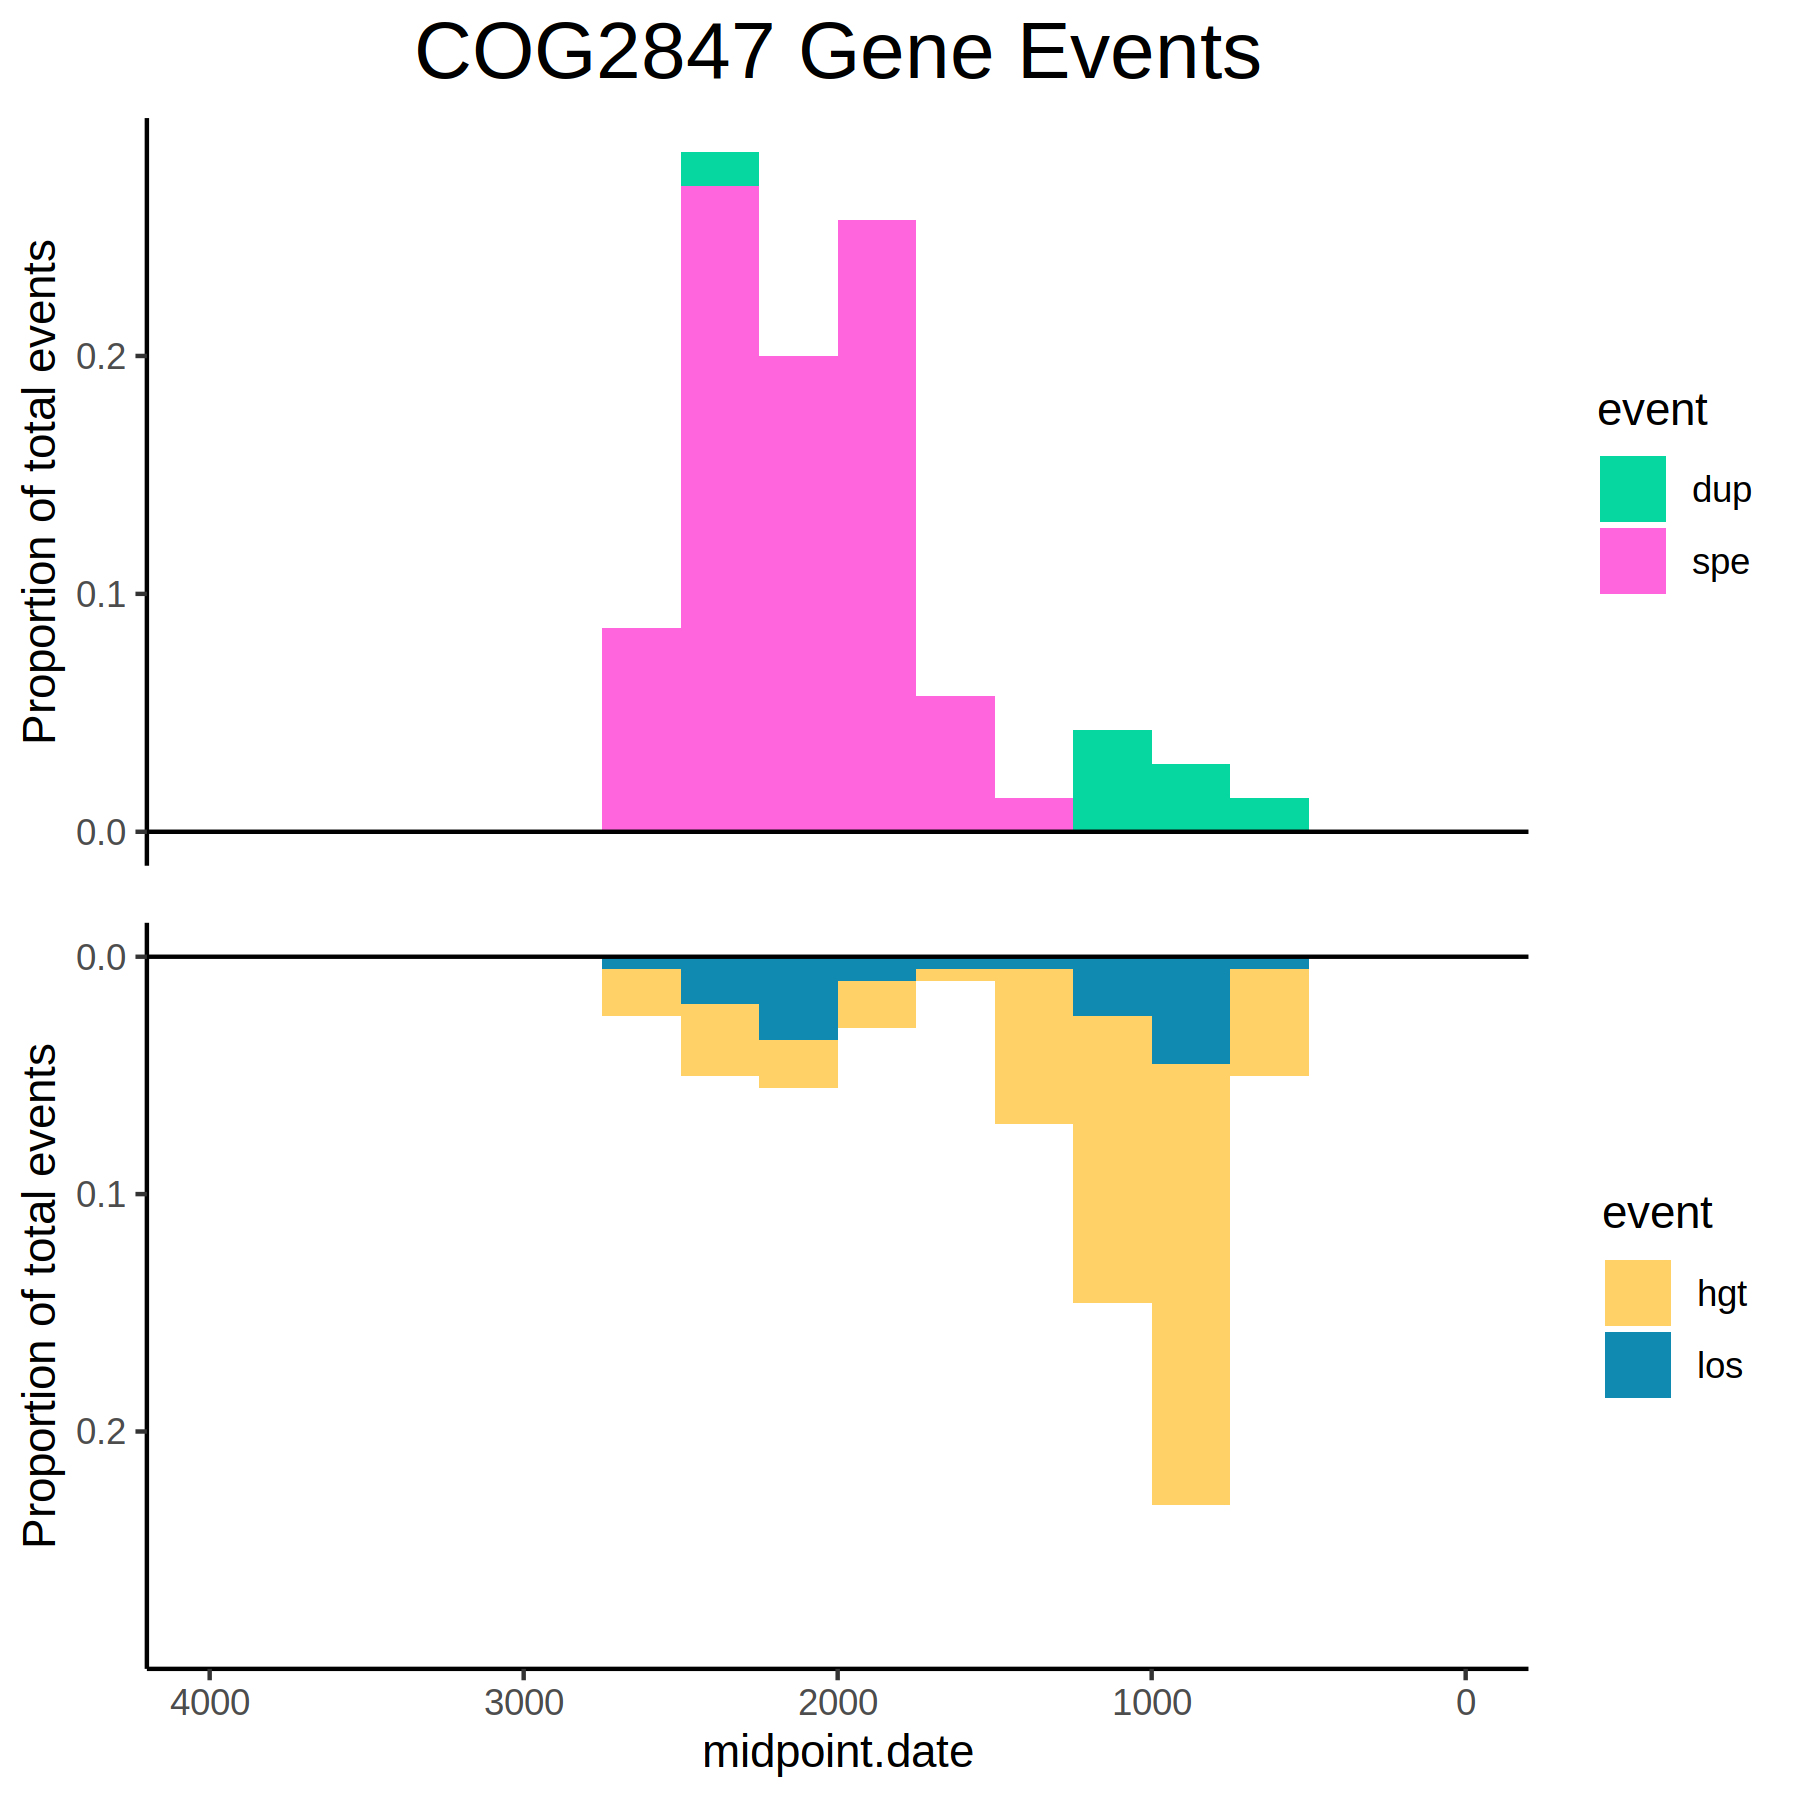 COG2847 Gene Events
Proportion of total events
0.2
0.1
0.0
event
dup
spe
Proportion of total events
0.0
0.1
0.2
event
hgt
los
4000 3000 2000 1000 0
midpoint.date